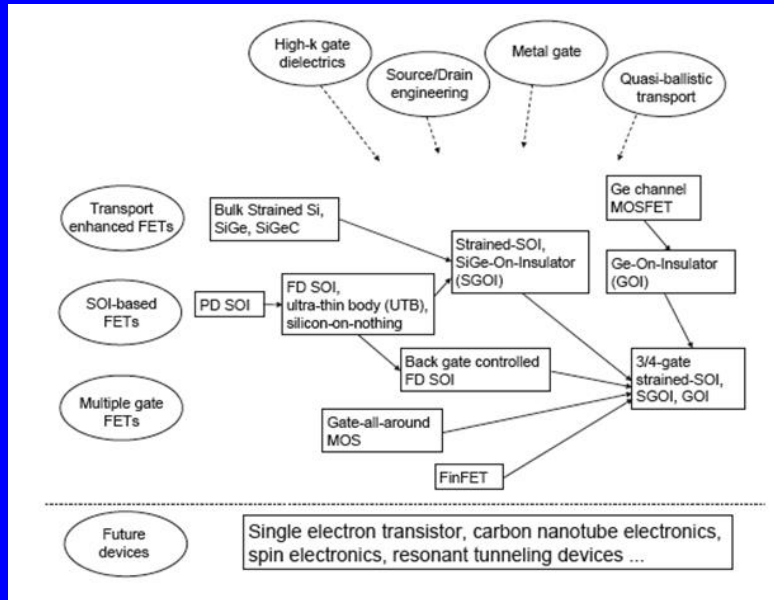 High-k gate
dielectrics
Source/Drain
engineering
Metal gate
Quasi-ballistic
transport
Transport
enhanced FETs
Bulk Strained Si,
SiGe, SiGeC
Ge channel
MOSFET
Strained-SOI,
SiGe-On-Insulator
(SGOI)
Ge-On-Insulator
(GOI)
SOI-based
FETs
PD SOI
FD SOI,
ultra-thin body (UTB),
silicon-on-nothing
Back gate controlled
FD SOI
3/4-gate
strained-SOI,
SGOI, GOI
Multiple gate
FETs
Gate-all-around
MOS
FinFET
Future
devices
Single electron transistor, carbon nanotube electronics,
spin electronics, resonant tunneling devices ...